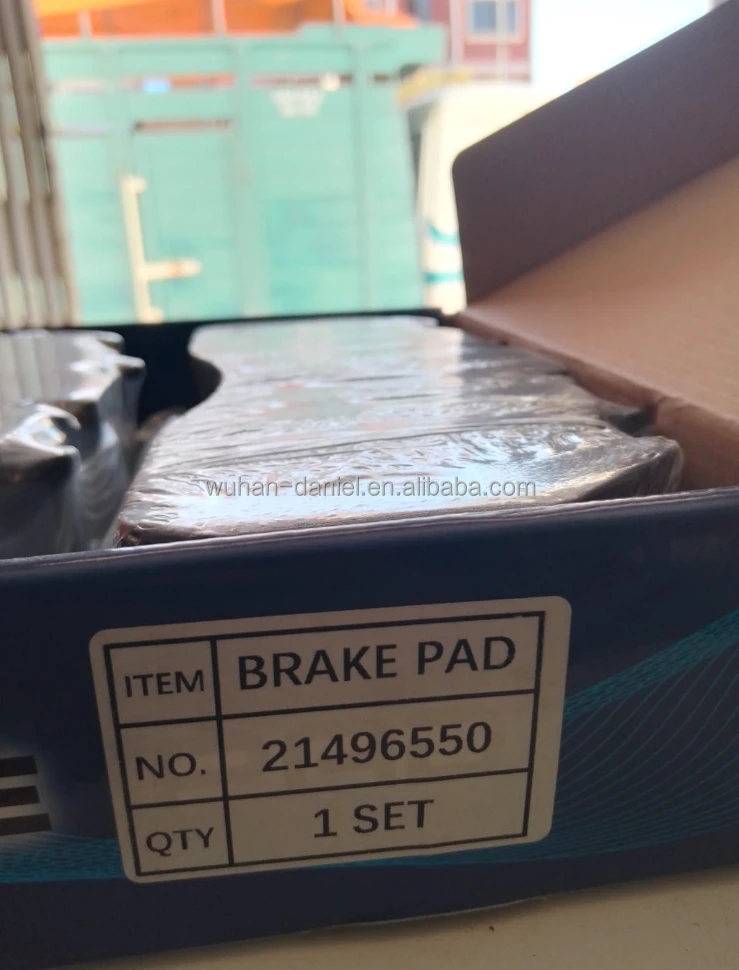 wuhan-daniel.en.alibaba.com
ITEM BRAKE PAD
NO. 21496550
QTY 1 SET